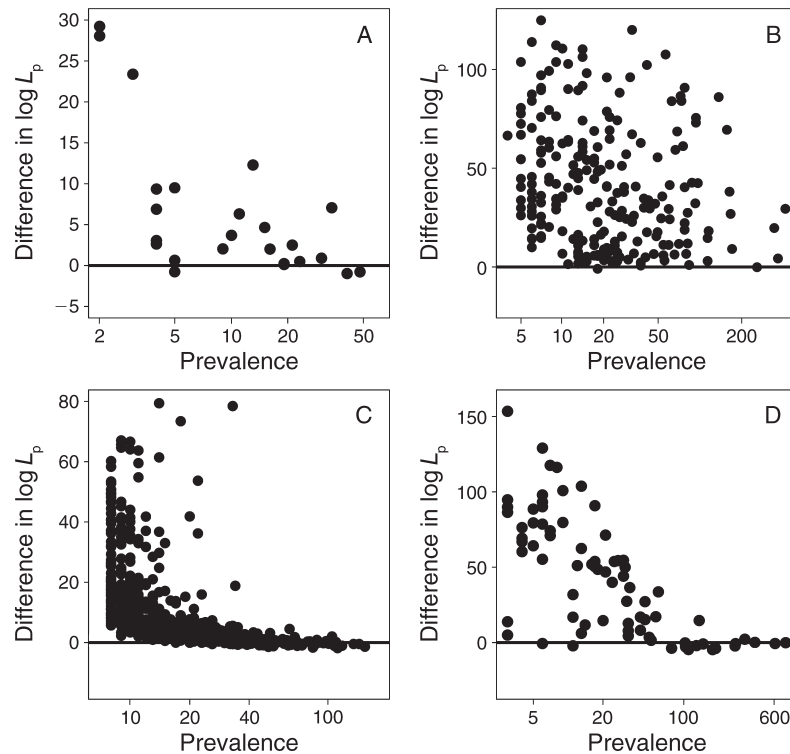 A
Difference in log Lp
30
25
20
15
10
5
0
−5
2 5 10 20 50
Prevalence
B
Difference in log Lp
100
50
0
5 10 20 50 200
Prevalence
C
Difference in log Lp
80
60
40
20
0
10 20 40 100
Prevalence
D
Difference in log Lp
150
100
50
0
5 20 100 600
Prevalence